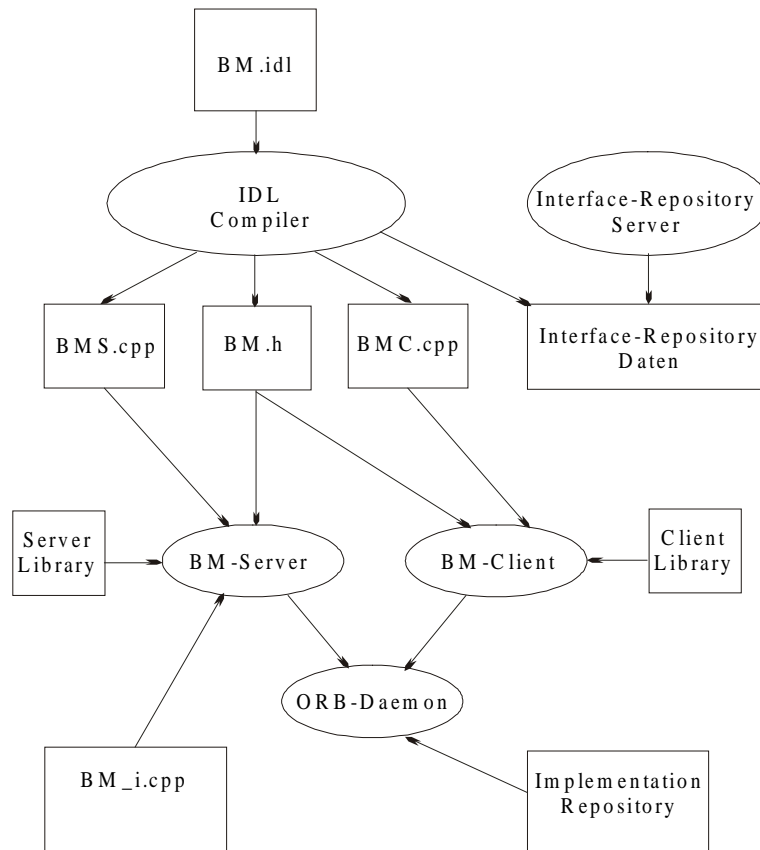 BM.idl
IDL
Compiler
Interface-Repository
Server
BMS.cpp
BM.h
BMC.cpp
Interface-Repository
Daten
Server
Library
BM-Server
BM-Client
Client
Library
ORB-Daemon
BM_i.cpp
Implementation
Repository